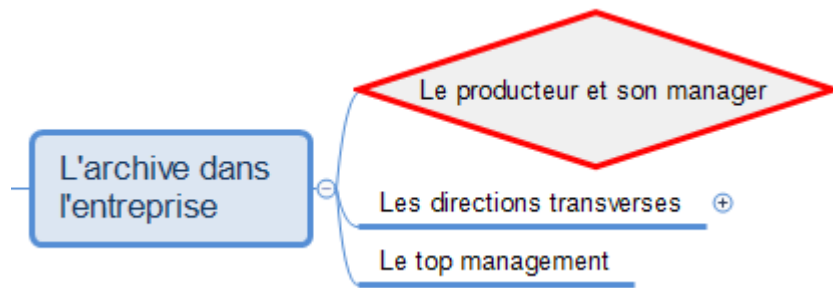 Le producteur et son manager
L'archive dans
l'entreprise
Les directions transverses
Le top management